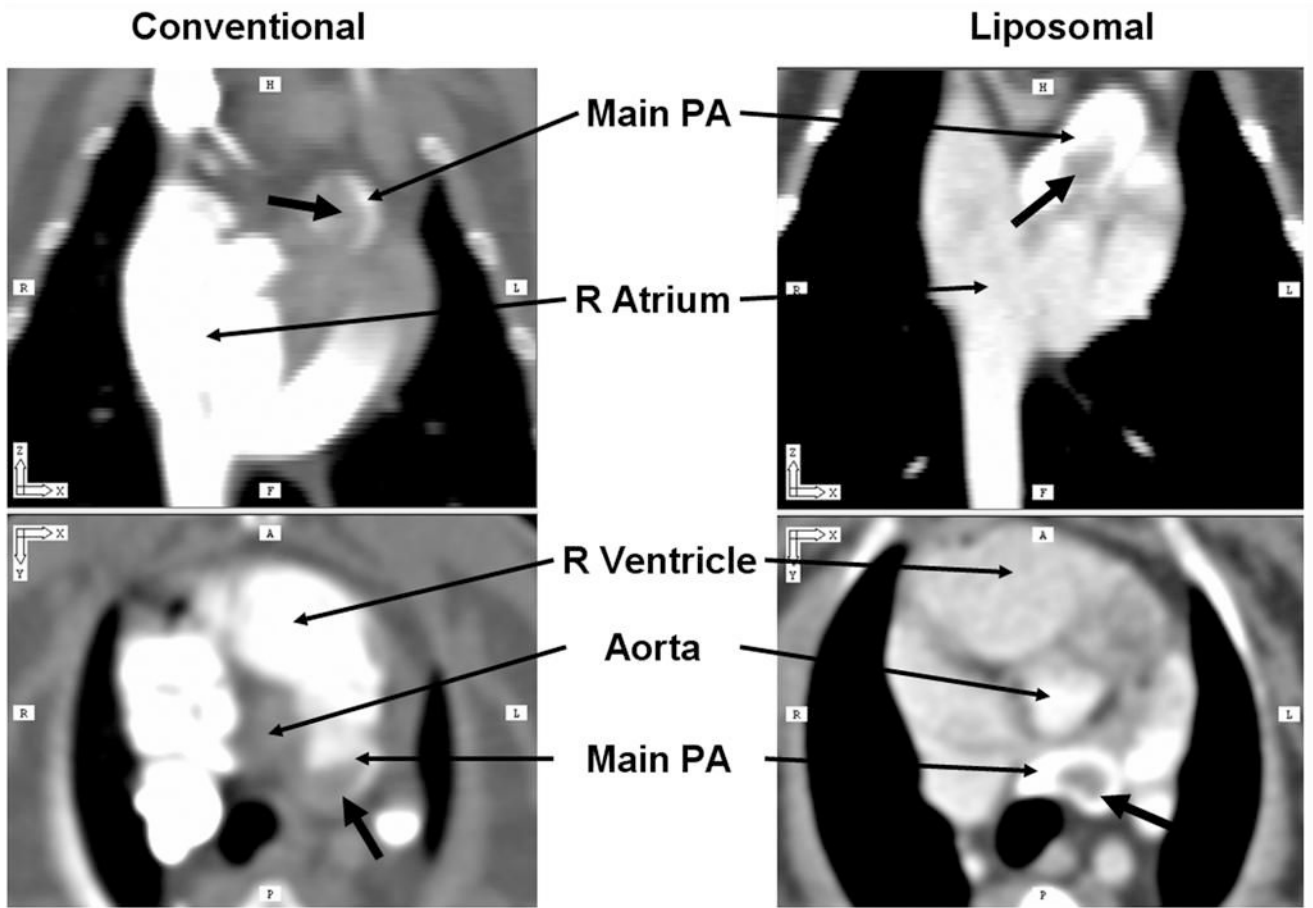 Conventional
Liposomal
H
H
Main PA
R
L
R Atrium
R
L
Z
X
F
Z
X
F
X
Y
A
R Ventricle
X
Y
A
Aorta
R
L
Main PA
R
L
P
P